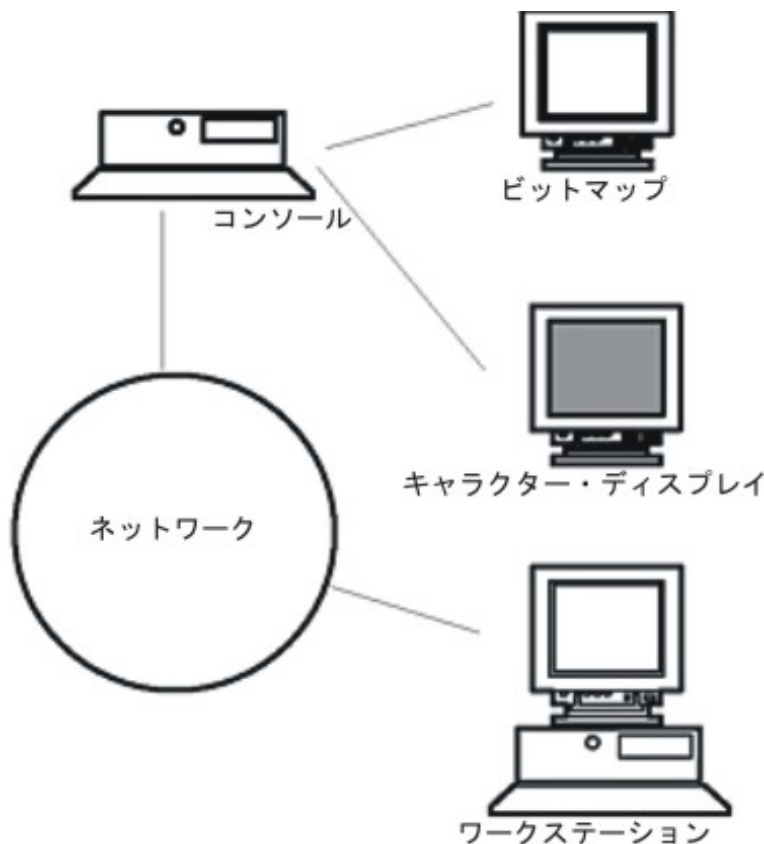 ビットマップ
コンソール
キャラクター・ディスプレイ
ネットワーク
ワークステーション